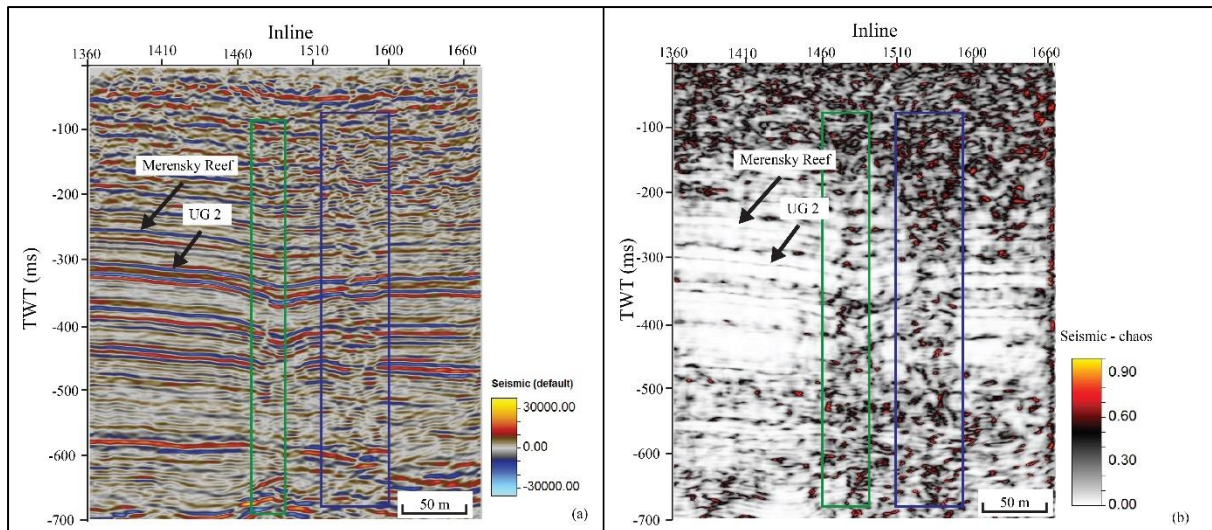 Inline
1360 1410 1460 1510 1600 1660
-100
-200
-300
-400
-500
-600
-700
TWT (ms)
Merensky Reef
UG 2
Seismic (default)
30000.00
0.00
-30000.00
50 m
(a)
Inline
1360 1410 1460 1510 1600 1660
-100
-200
-300
-400
-500
-600
-700
TWT (ms)
Merensky Reef
UG 2
Seismic - chaos
0.90
0.60
0.30
0.00
50 m
(b)